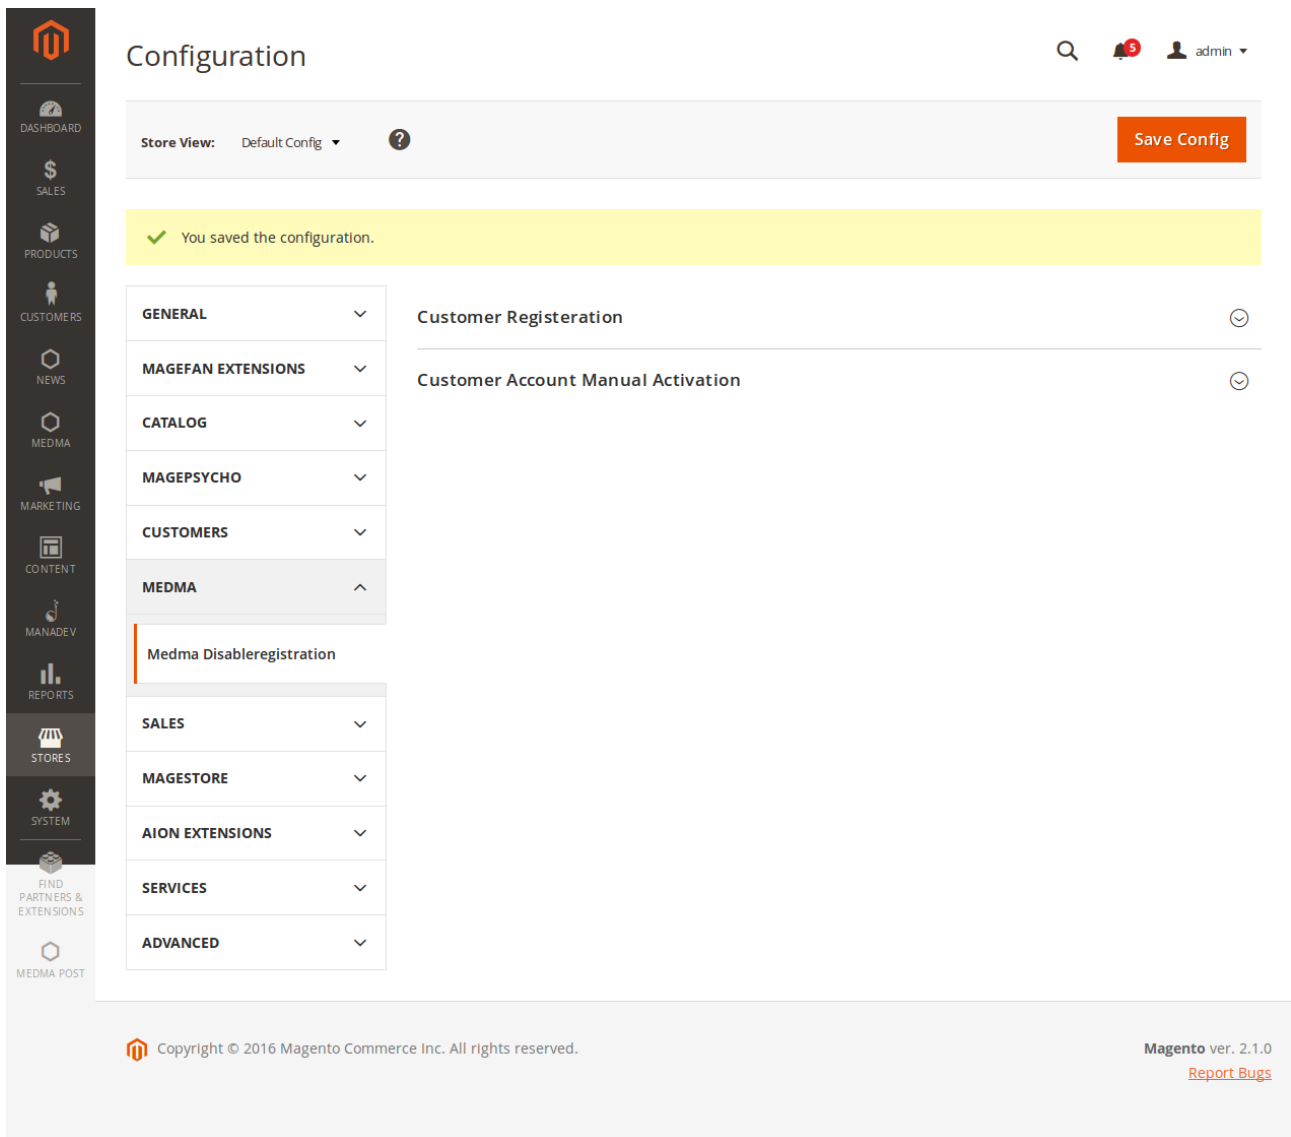 Configuration
5
admin
Store View:
Default Config
?
Save Config
You saved the configuration.
DASHBOARD
SALES
PRODUCTS
CUSTOMERS
NEWS
MEDMA
MARKETING
CONTENT
MANADEV
REPORTS
STORES
SYSTEM
FIND
PARTNERS &
EXTENSIONS
MEDMA POST
GENERAL
MAGEFAN EXTENSIONS
CATALOG
MAGEPSYCHO
CUSTOMERS
MEDMA
Medma Disableregistration
SALES
MAGESTORE
AION EXTENSIONS
SERVICES
ADVANCED
Customer Registeration
Customer Account Manual Activation
Copyright © 2016 Magento Commerce Inc. All rights reserved.
Magento ver. 2.1.0
Report Bugs